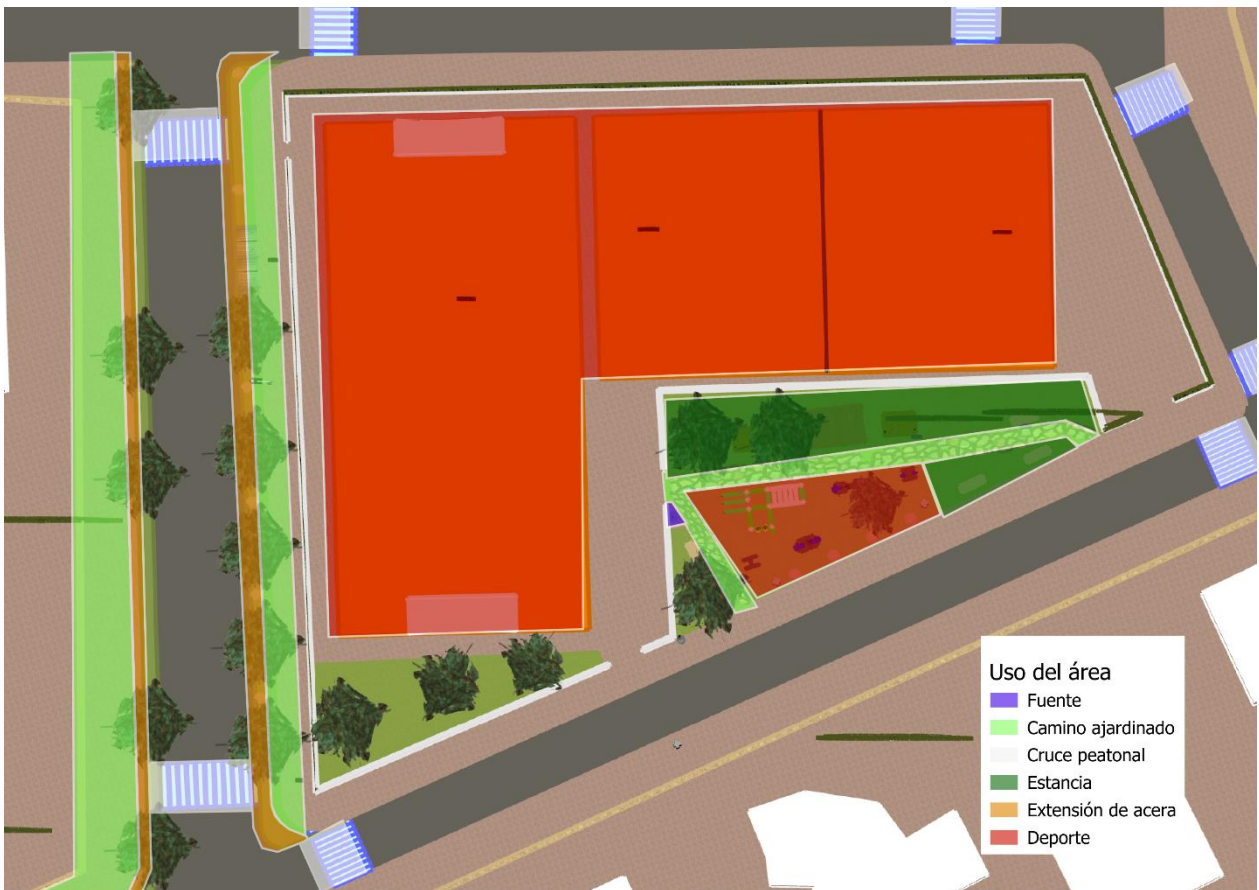 Uso del área
Fuente
Camino ajardinado
Cruce peatonal
Estancia
Extensión de acera
Deporte